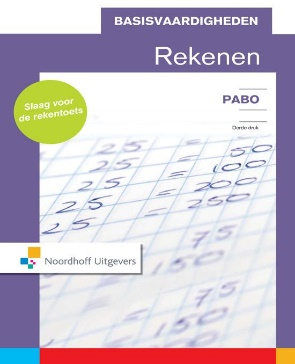 BASISVAARDIGHEDEN
Rekenen
PABO
Derde druk
Slaag voor
de rekentoets
= 50
25 = 100
25 = 200
25 = 250
25
75
= 150
Noordhoff Uitgevers